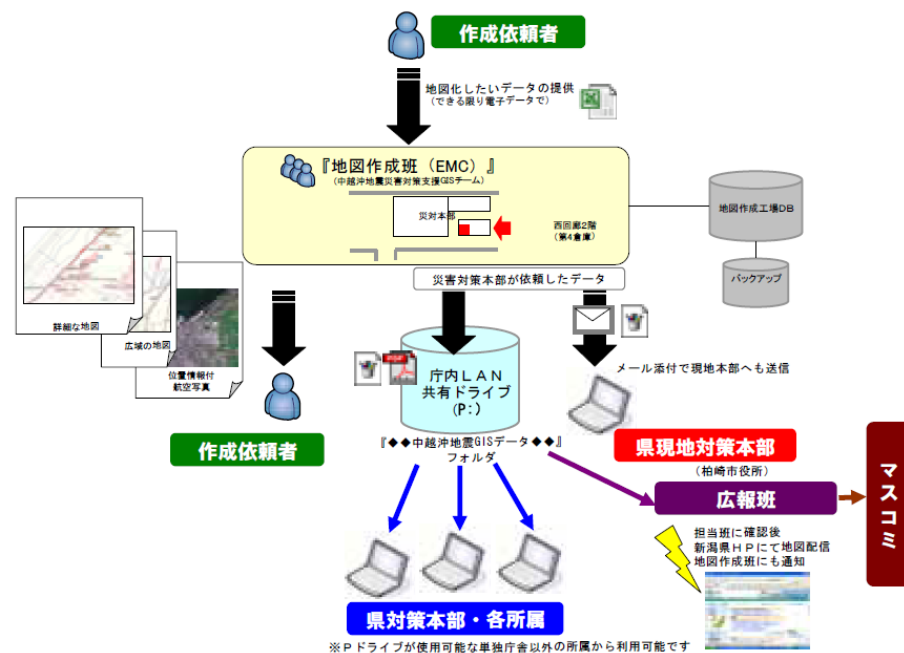 作成依頼者
地図化したいデータの提供
(できる限り電子データで)
『地図作成班(EMC)』
(中越沖地震災害対策支援GISチーム)
災対本部
西回廊2階
(第4倉庫)
地図作成工場DB
バックアップ
災害対策本部が依頼したデータ
詳細な地図
広域の地図
位置情報付
航空写真
作成依頼者
庁内LAN
共有ドライブ
(P:)
『◆◆中越沖地震GISデータ◆◆』
フォルダ
メール添付で現地本部へも送信
県現地対策本部
(柏崎市役所)
広報班
マスコミ
担当班に確認後
新潟県HPにて地図配信
地図作成班にも通知
県対策本部・各所属
※Pドライブが使用可能な単独庁舎以外の所属から利用可能です